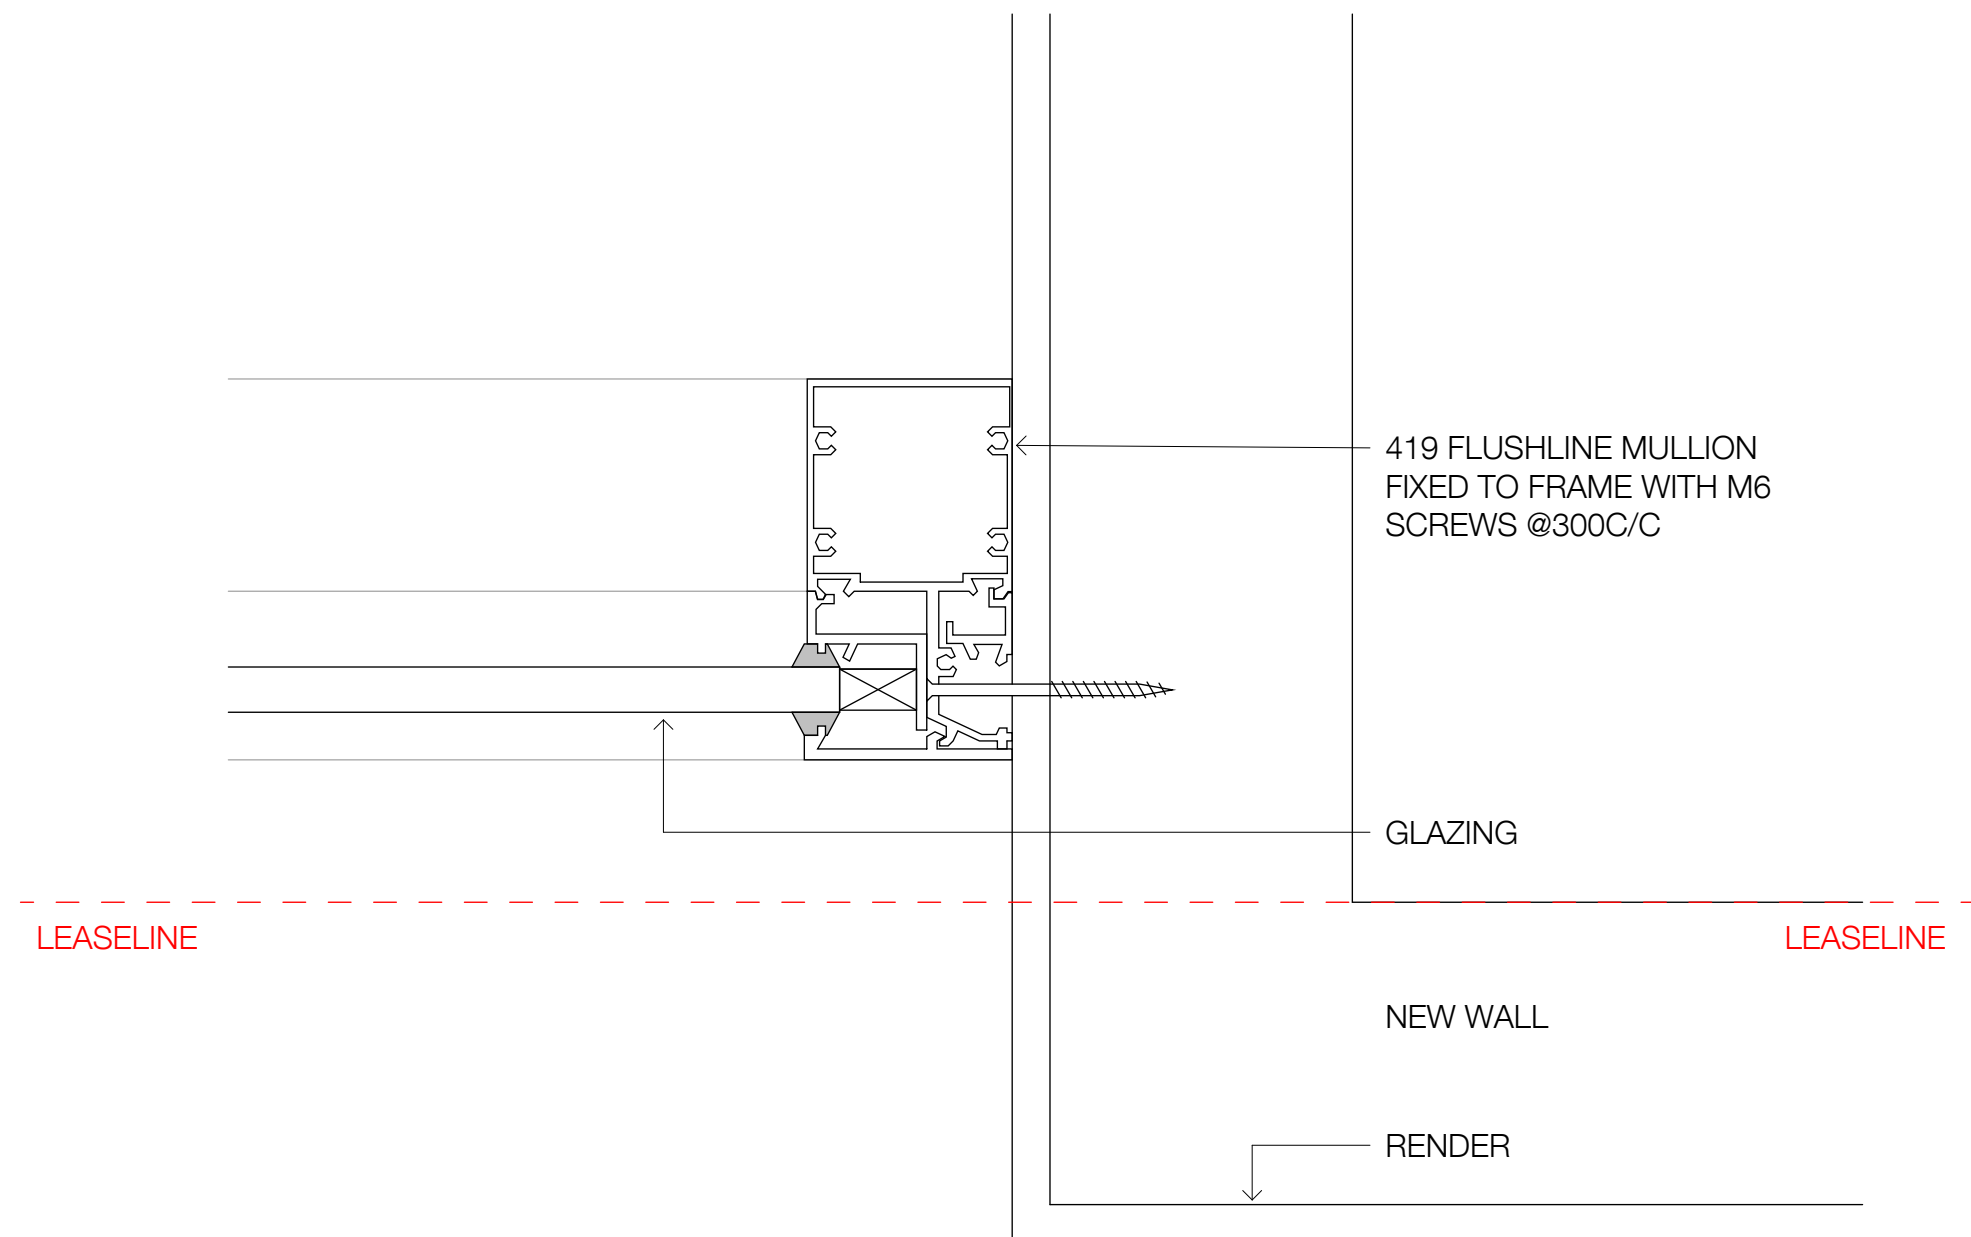 419 FLUSHLINE MULLION
FIXED TO FRAME WITH M6
SCREWS @300C/C
GLAZING
LEASELINE
LEASELINE
NEW WALL
RENDER